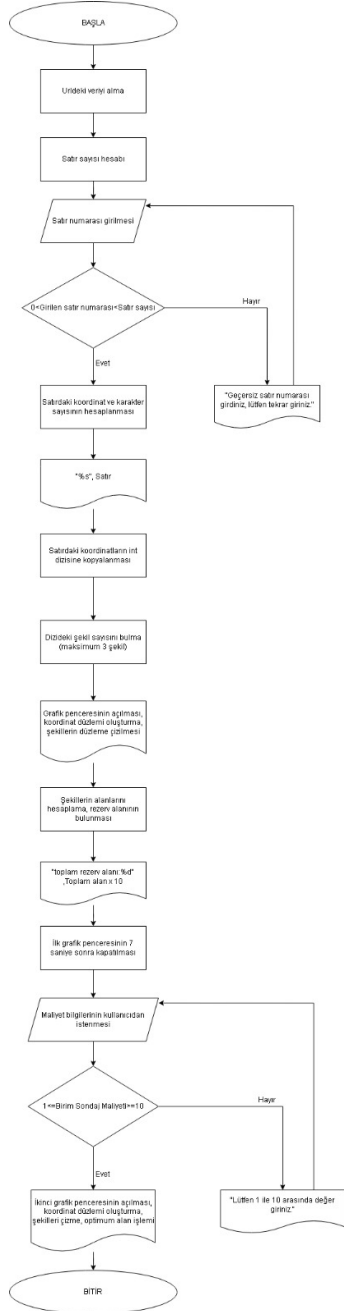 BAŞLA
Urldeki veriyi alma
Satır sayısı hesabı
Satır numarası girilmesi
0<Girilen satır numarası<Satır sayısı
Hayır
Evet
"Geçersiz satır numarası
girdiniz, lütfen tekrar giriniz."
Satırdaki koordinat ve karakter
sayısının hesaplanması
"%s", Satır
Satırdaki koordinatların int
dizisine kopyalanması
Dizideki şekil sayısını bulma
(maksimum 3 şekil)
Grafik penceresinin açılması,
koordinat düzlemi oluşturma,
şekillerin düzleme çizilmesi
Şekillerin alanlarını
hesaplama, rezerv alanının
bulunması
"toplam rezerv alanı:%d"
,Toplam alan x 10
İlk grafik penceresinin 7
saniye sonra kapatılması
Maliyet bilgilerinin kullanıcıdan
istenmesi
1<=Birim Sondaj Maliyeti>=10
Hayır
Evet
"Lütfen 1 ile 10 arasında değer
giriniz."
İkinci grafik penceresinin açılması,
koordinat düzlemi oluşturma,
şekilleri çizme, optimum alan işlemi
BİTİR